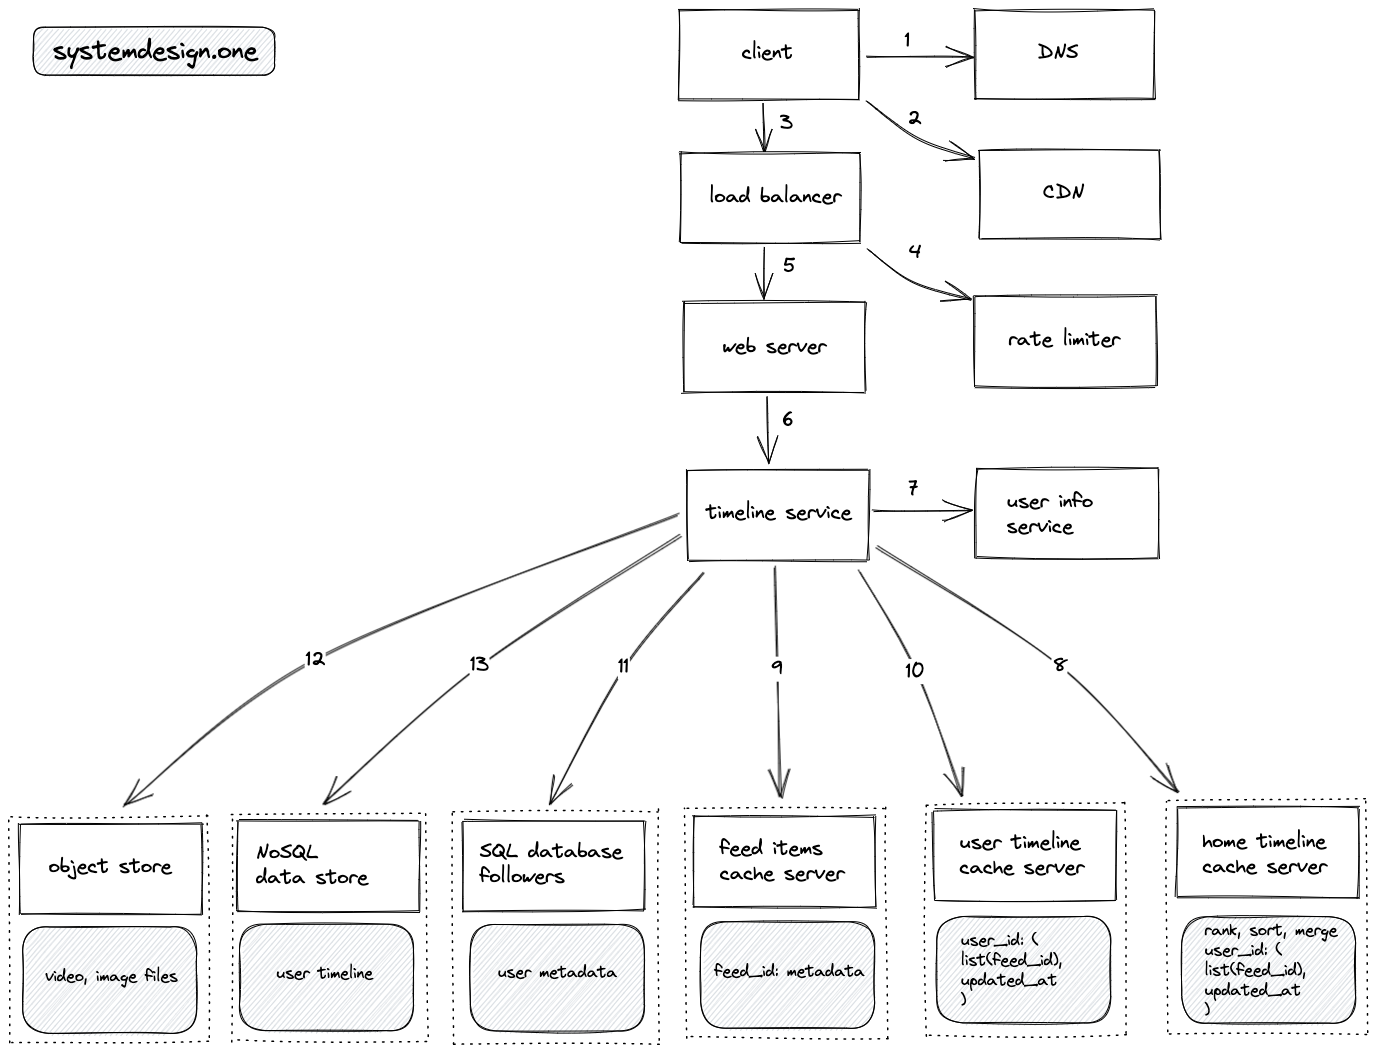 systemdesign.one
client
1
DNS
2
3
load balancer
CDN
4
5
web server
rate limiter
6
timeline service
7
user info
service
12
13
11
9
10
8
object store
video, image files
NoSQL
data store
user timeline
SQL database
followers
user metadata
feed items
cache server
feed_id: metadata
user timeline
cache server
user_id: (
list(feed_id),
updated_at
)
home timeline
cache server
rank, sort, merge
user_id: (
list(feed_id),
updated_at
)